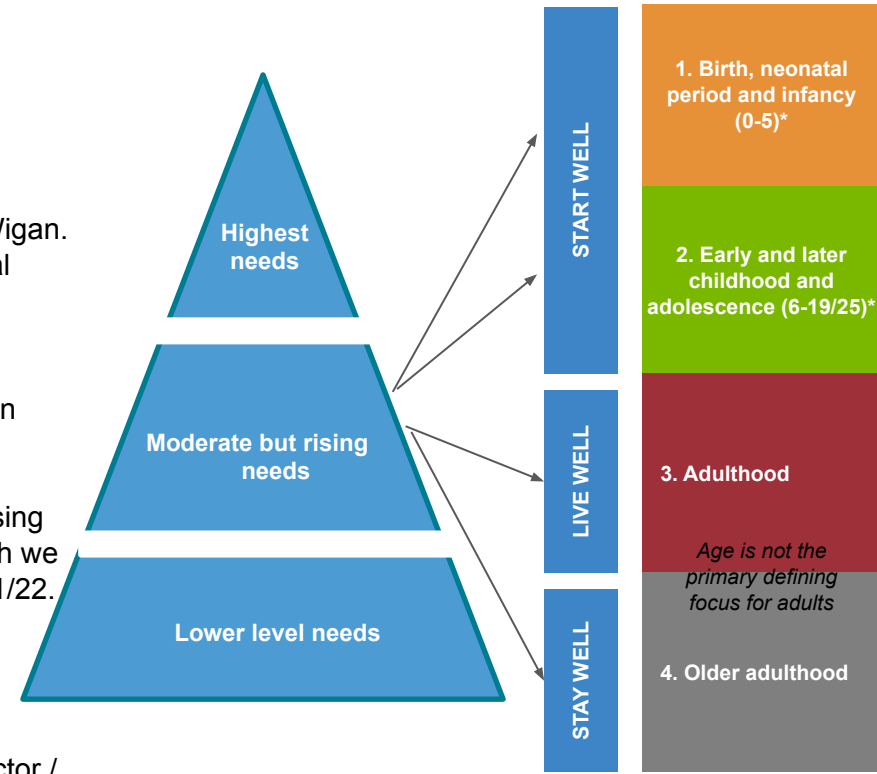 Wigan.
al
n
sing
h we
1/22.
ctor /
Highest
needs
Moderate but rising
needs
Lower level needs
START WELL
LIVE WELL
STAY WELL
1. Birth, neonatal
period and infancy
(0-5)*
2. Early and later
childhood and
adolescence (6-19/25)*
3. Adulthood
Age is not the
primary defining
focus for adults
4. Older adulthood